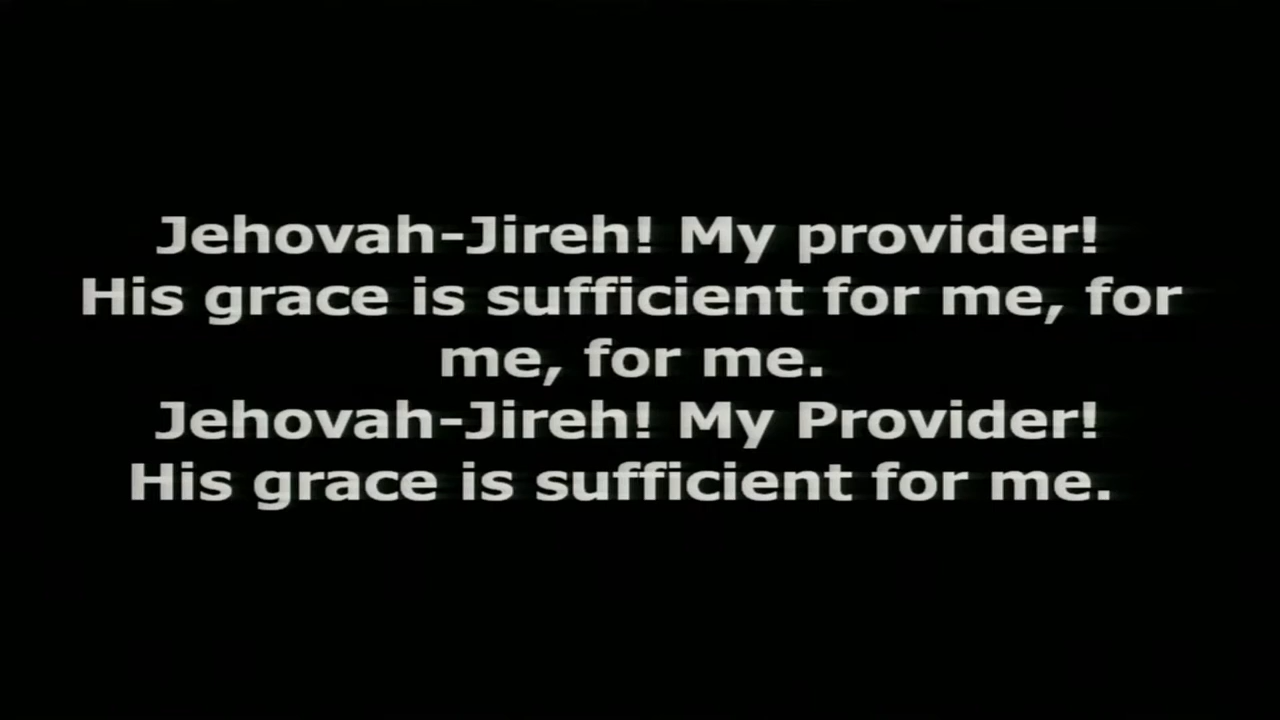 Jehovah-Jireh! My provider!
His grace is sufficient for me, for
me, for me.
Jehovah-Jireh! My Provider!
His grace is sufficient for me.